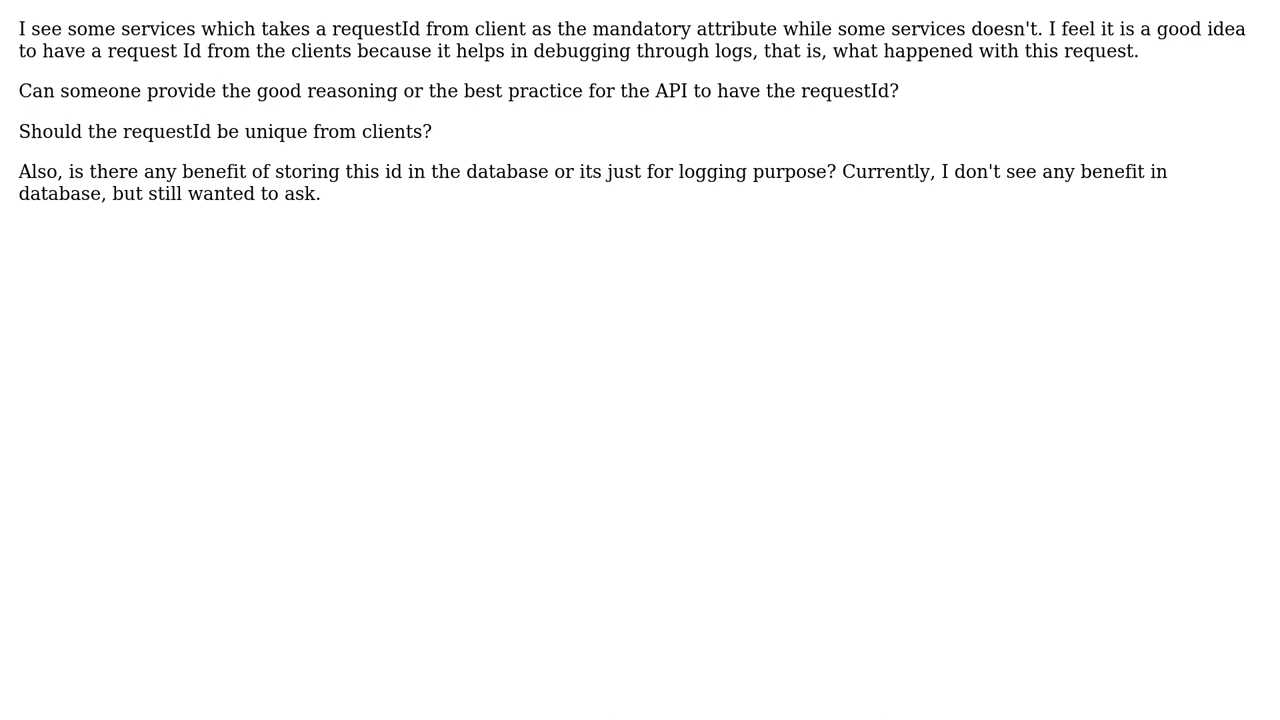 I see some services which takes a requestId from client as the mandatory attribute while some services doesn't. I feel it is a good idea
to have a request Id from the clients because it helps in debugging through logs, that is, what happened with this request.
Can someone provide the good reasoning or the best practice for the API to have the requestId?
Should the requestId be unique from clients?
Also, is there any benefit of storing this id in the database or its just for logging purpose? Currently, I don't see any benefit in
database, but still wanted to ask.